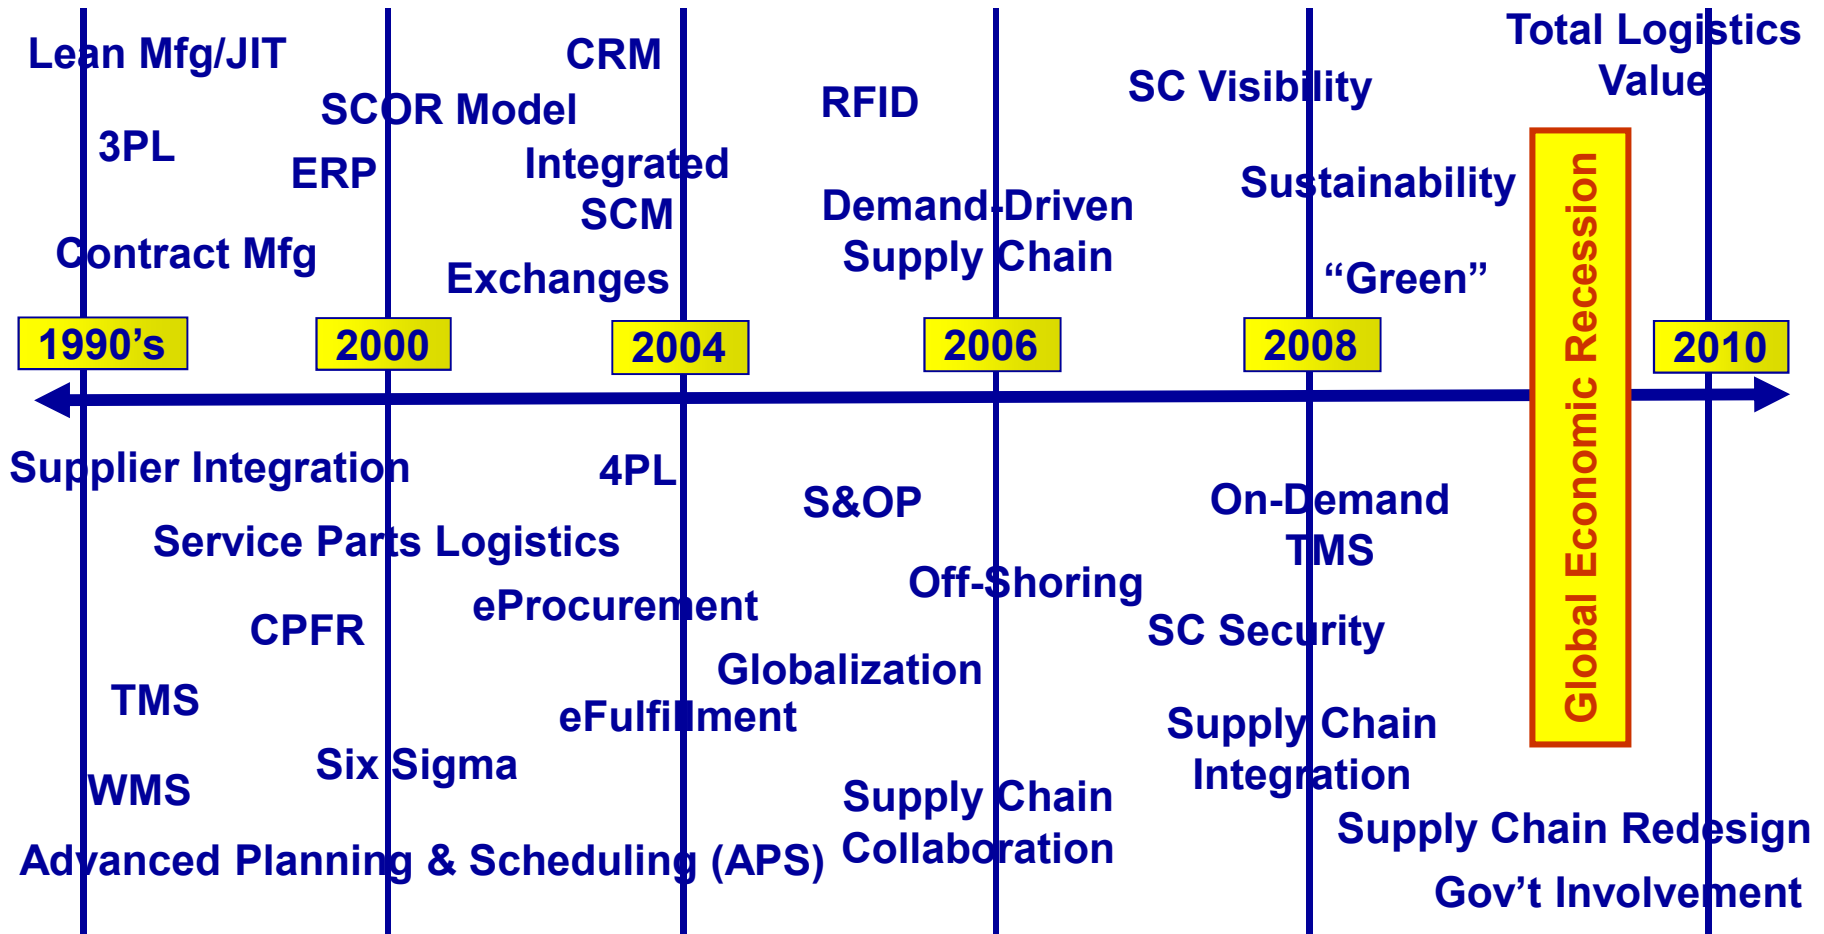 Lean Mfg/JIT
3PL
Contract Mfg
SCOR Model
ERP
CRM
Integrated
SCM
Exchanges
RFID
Demand-Driven
Supply Chain
SC Visibility
Sustainability
“Green”
Total Logistics
Value
1990’s
2000
2004
2006
2008
2010
Global Economic Recession
Supplier Integration
Service Parts Logistics
CPFR
TMS
WMS
Six Sigma
Advanced Planning & Scheduling (APS)
4PL
eProcurement
eFulfillment
S&OP
Off-Shoring
Globalization
Supply Chain
Collaboration
On-Demand
TMS
SC Security
Supply Chain
Integration
Supply Chain Redesign
Gov’t Involvement